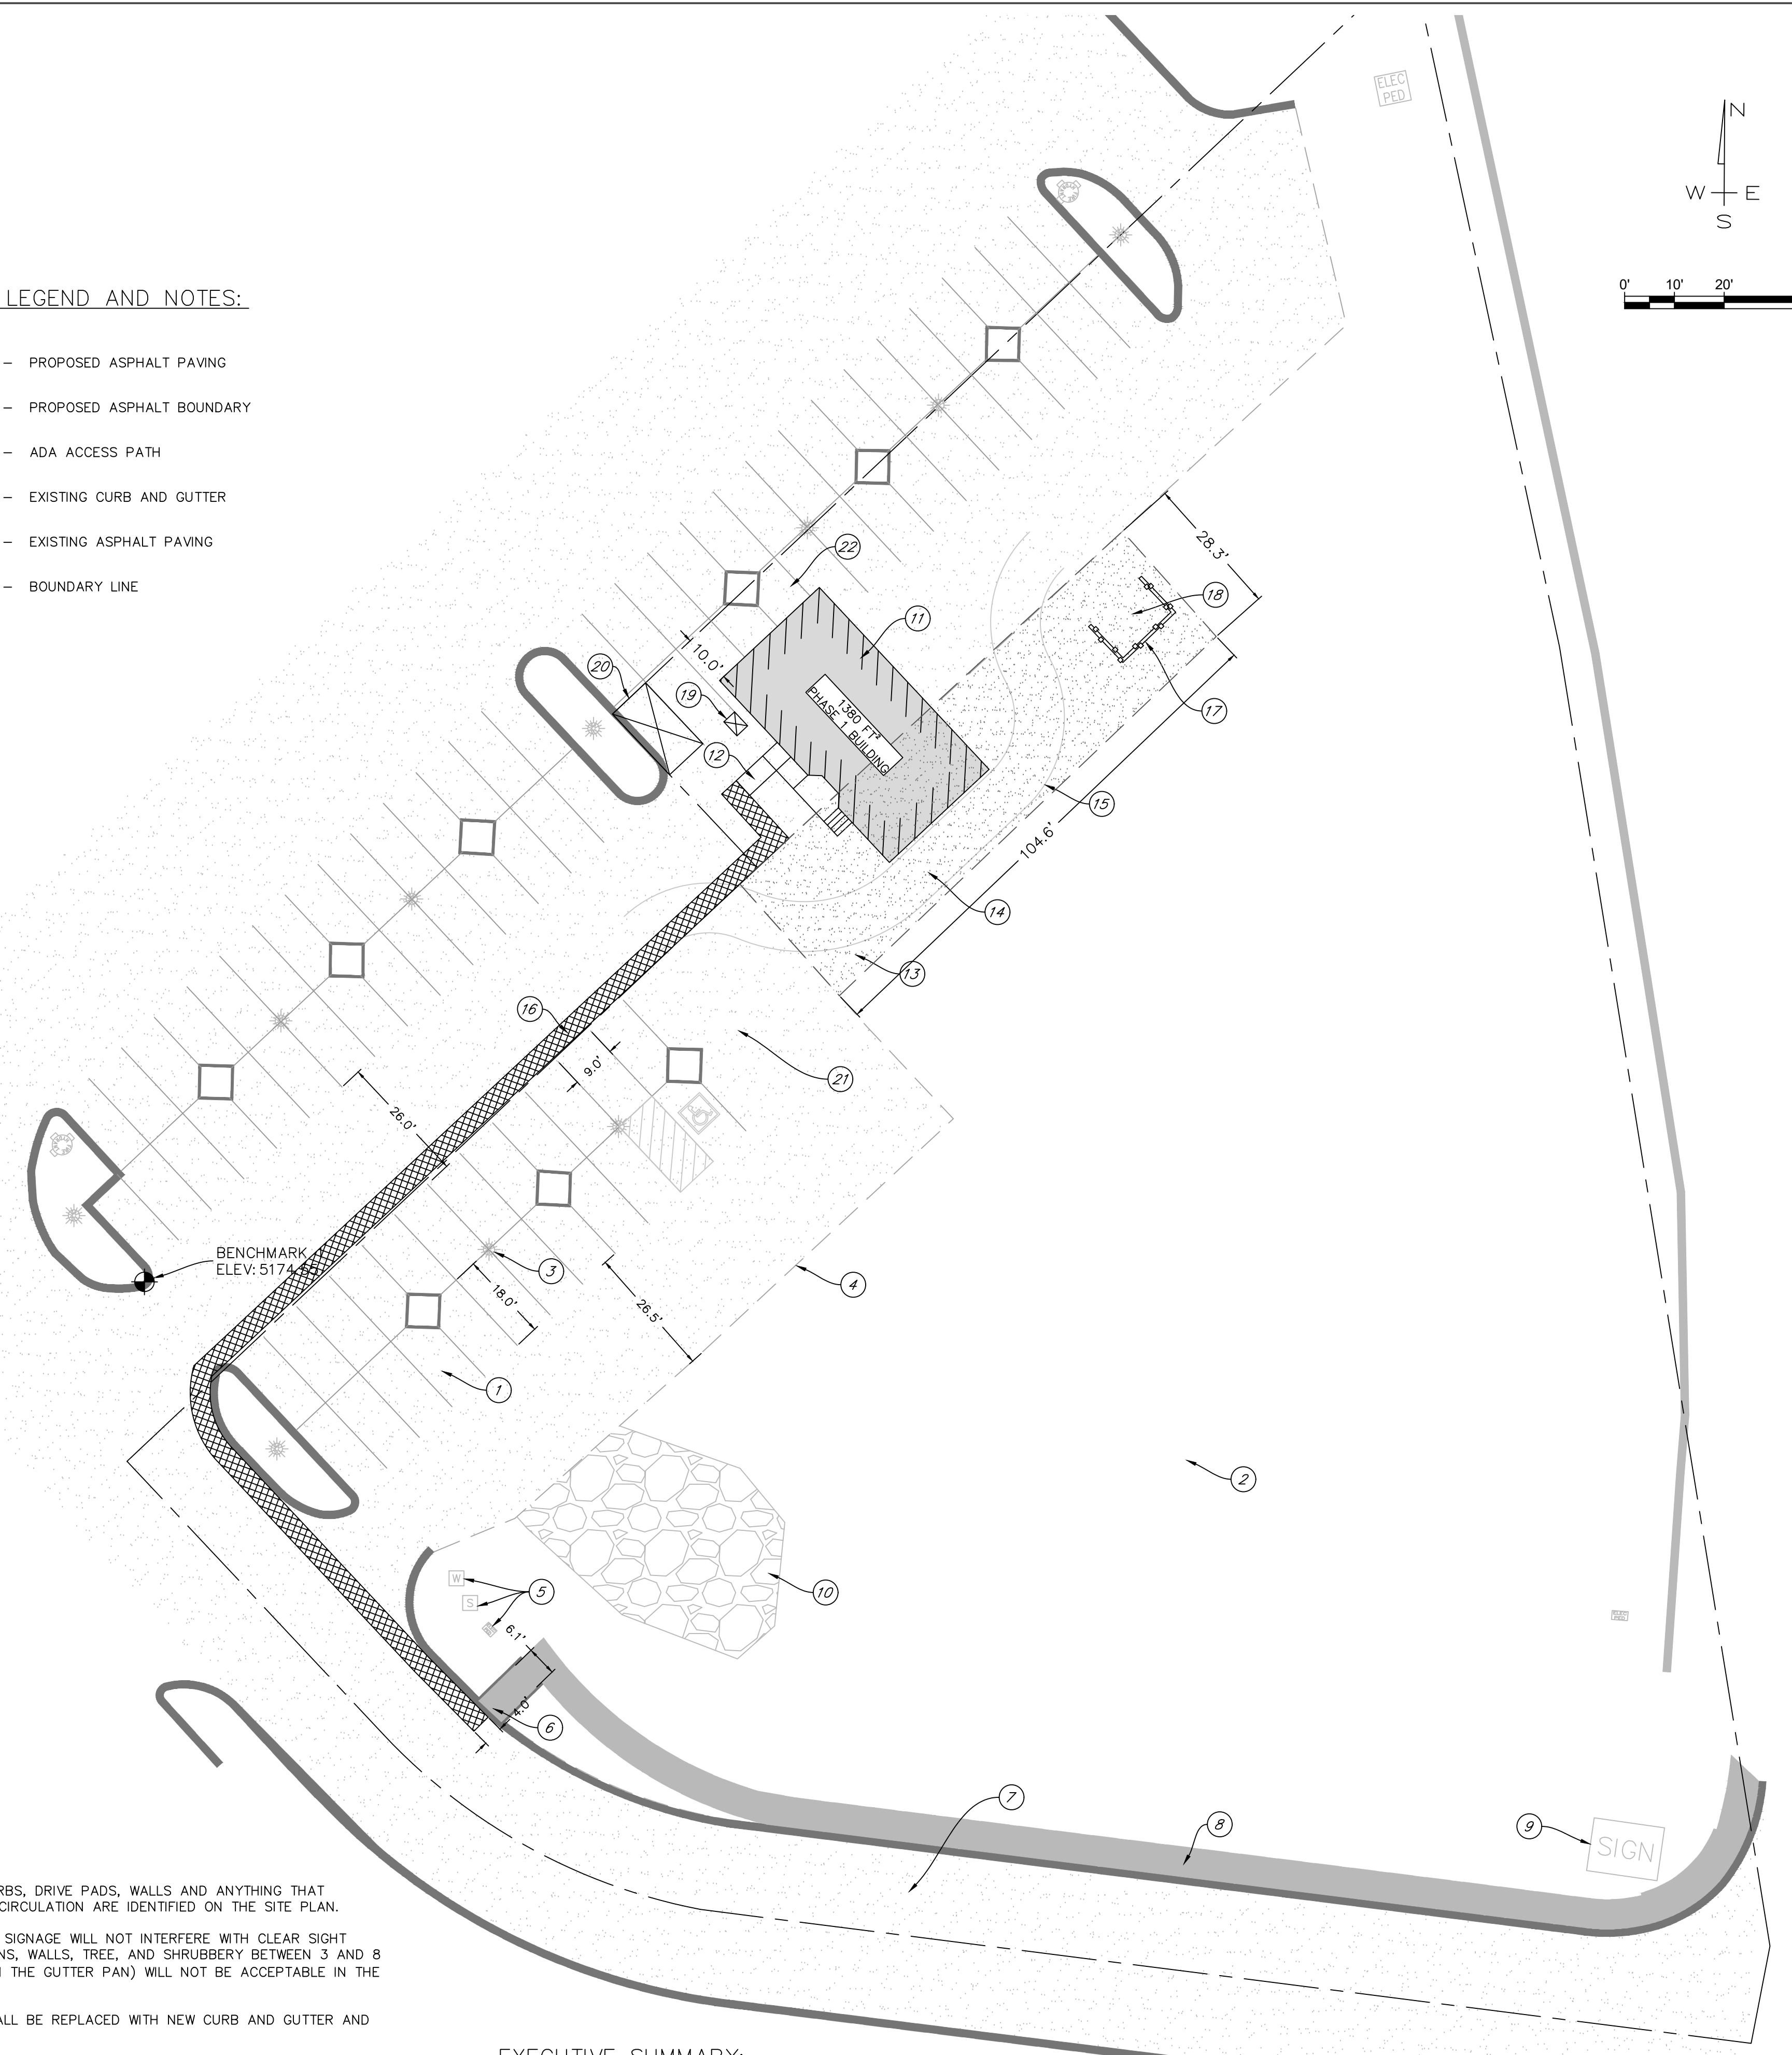 ELEC
PED
N
W
E
S
0'
10'
20'
LEGEND AND NOTES:
– PROPOSED ASPHALT PAVING
– PROPOSED ASPHALT BOUNDARY
– ADA ACCESS PATH
– EXISTING CURB AND GUTTER
– EXISTING ASPHALT PAVING
– BOUNDARY LINE
28.3'
22
18
11
10.0'
20
19
1380 FT²
PHASE 1 BUILDING
17
12
15
104.6'
14
13
16
9.0'
21
26.0'
BENCHMARK
ELEV: 5174
3
4
18.0'
26.5'
1
2
W
5
10
S
6.1'
ELEC
PED
4.0'
6
7
8
9
SIGN
RBS, DRIVE PADS, WALLS AND ANYTHING THAT
CIRCULATION ARE IDENTIFIED ON THE SITE PLAN.
SIGNAGE WILL NOT INTERFERE WITH CLEAR SIGHT
NS, WALLS, TREE, AND SHRUBBERY BETWEEN 3 AND 8
THE GUTTER PAN) WILL NOT BE ACCEPTABLE IN THE
ALL BE REPLACED WITH NEW CURB AND GUTTER AND
EXECUTIVE SUMMARY: